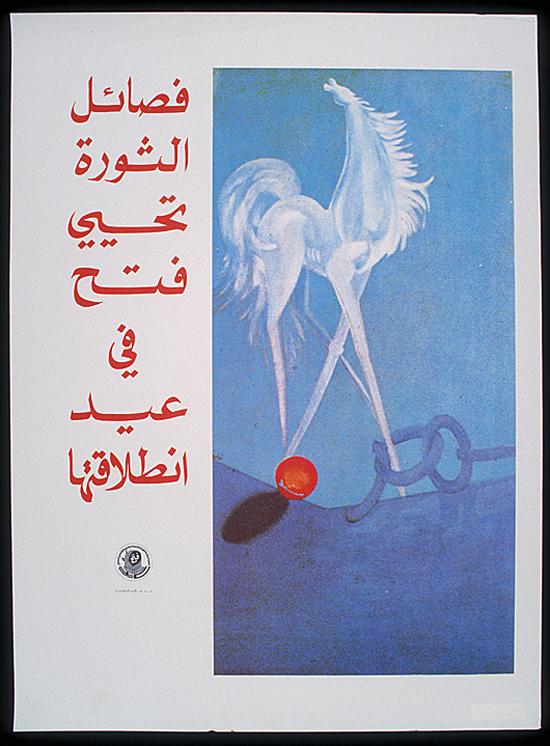 فصائل
الثورة
تحيي
فتح
في
عيد
انطلاقتها